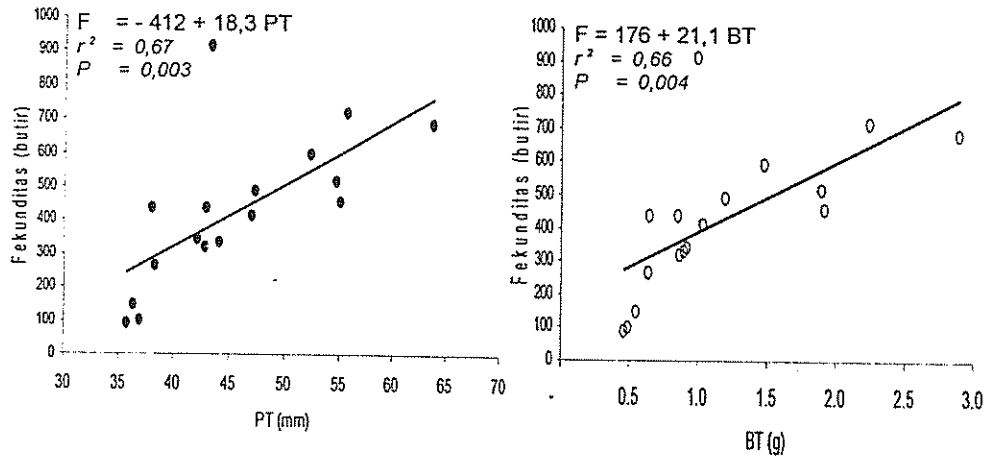 F = - 412 + 18,3 PT
r² = 0,67
P = 0,003
Fekunditas (butir)
1000
900
800
700
600
500
400
300
200
100
0
30 35 40 45 50 55 60 65 70
PT (mm)
F = 176 + 21,1 BT
r² = 0,66
P = 0,004
Fekunditas (butir)
1000
900
800
700
600
500
400
300
200
100
0
0.5 1.0 1.5 2.0 2.5 3.0
BT (g)